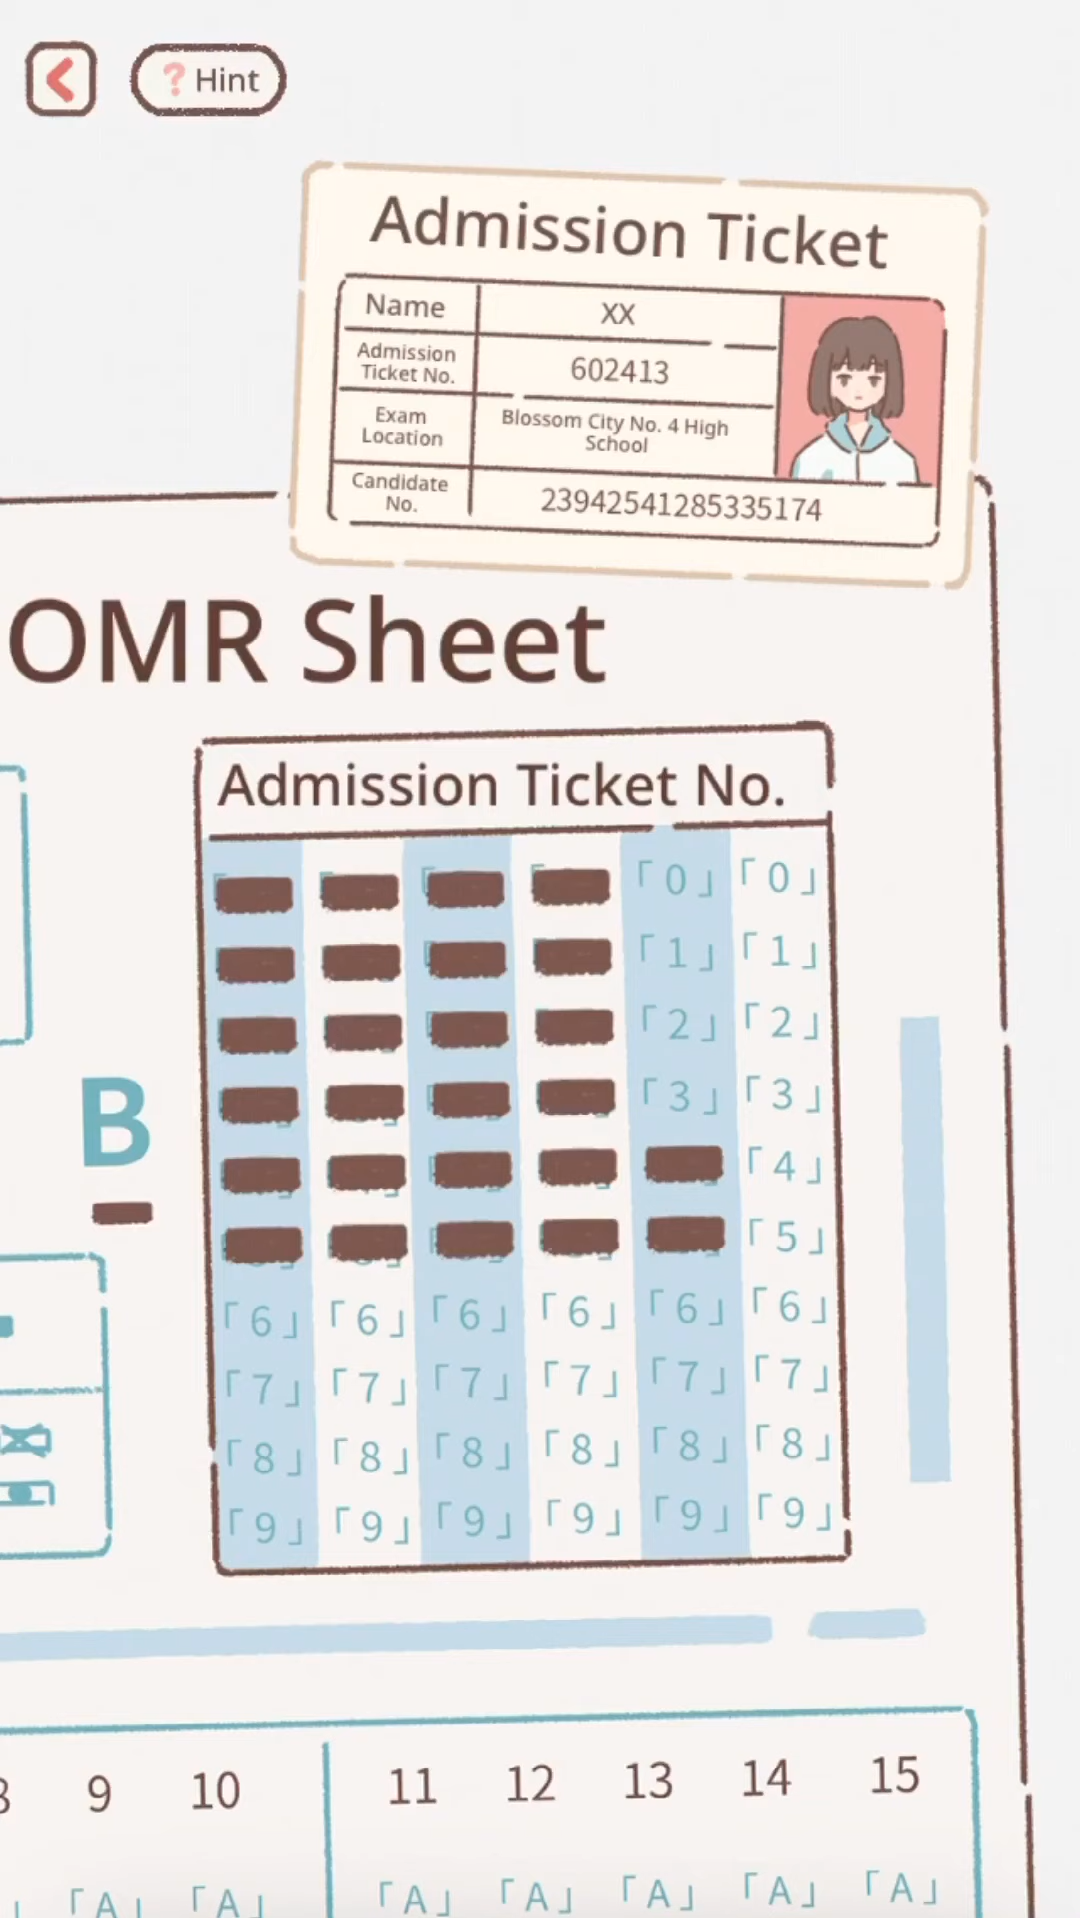 ? Hint
Admission Ticket
Name XX
Admission
Ticket No. 602413
Exam
Location
Blossom City No. 4 High
School
Candidate
No. 23942541285335174
OMR Sheet
Admission Ticket No.
「0」 「0」
「1」 「1」
「2」 「2」
「3」 「3」
B
「4」
「5」
「6」 「6」 「6」 「6」 「6」 「6」
「7」 「7」 「7」 「7」 「7」 「7」
「8」 「8」 「8」 「8」 「8」 「8」
「9」 「9」 「9」 「9」 「9」 「9」
9 10 11 12 13 14 15
「A」 「A」 「A」 「A」 「A」 「A」 「A」